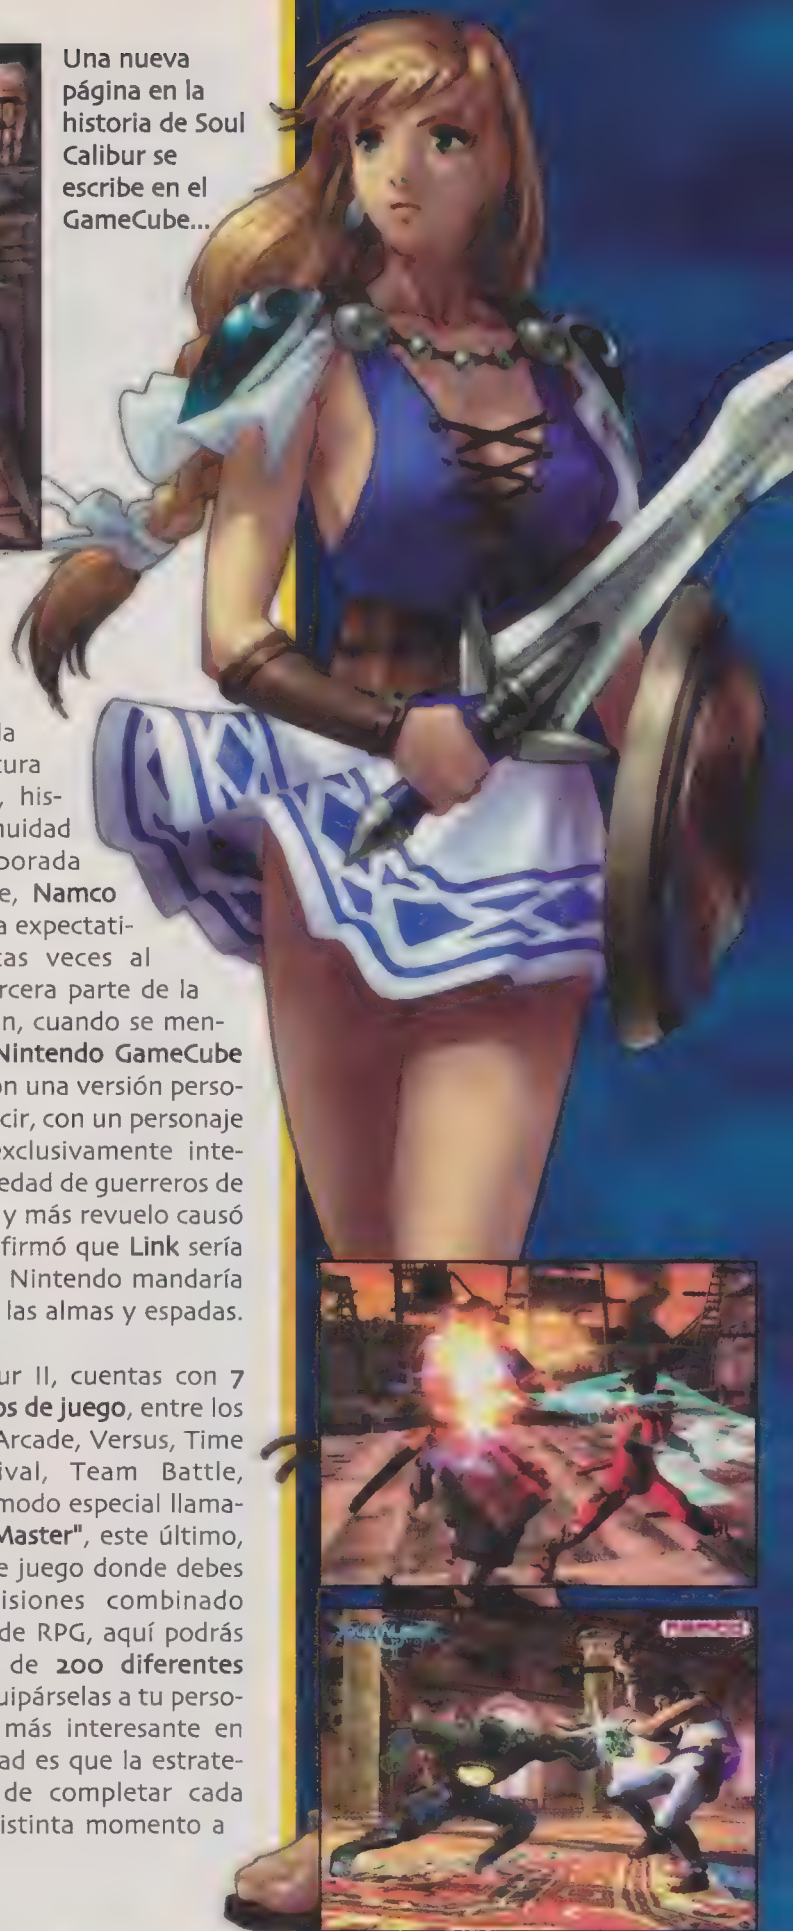 Una nueva
página en la
historia de Soul
Calibur se
escribe en el
GameCube...
la
tura
, his-
nuidad
porada
e, Namco
a expectati-
tas veces al
rcera parte de la
n, cuando se men-
Nintendo GameCube
on una versión perso-
cir, con un personaje
exclusivamente inte-
edad de guerreros de
y más revuelo causó
firmó que Link sería
Nintendo mandaría
las almas y espadas.
ur II, cuentas con 7
os de juego, entre los
Arcade, Versus, Time
ival, Team Battle,
modo especial llama-
Master", este último,
e juego donde debes
isiones combinado
de RPG, aquí podrás
de 200 diferentes
uipárselas a tu perso-
más interesante en
ad es que la estrate-
de completar cada
istinta momento a
namco